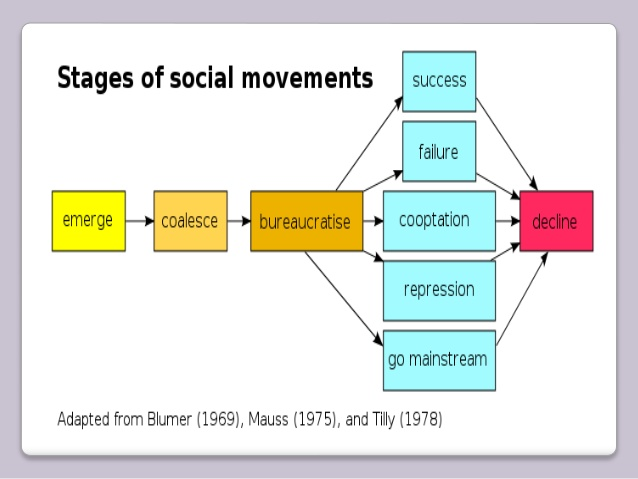 Stages of social movements
success
failure
emerge
coalesce
bureaucratise
cooptation
decline
repression
go mainstream
Adapted from Blumer (1969), Mauss (1975), and Tilly (1978)